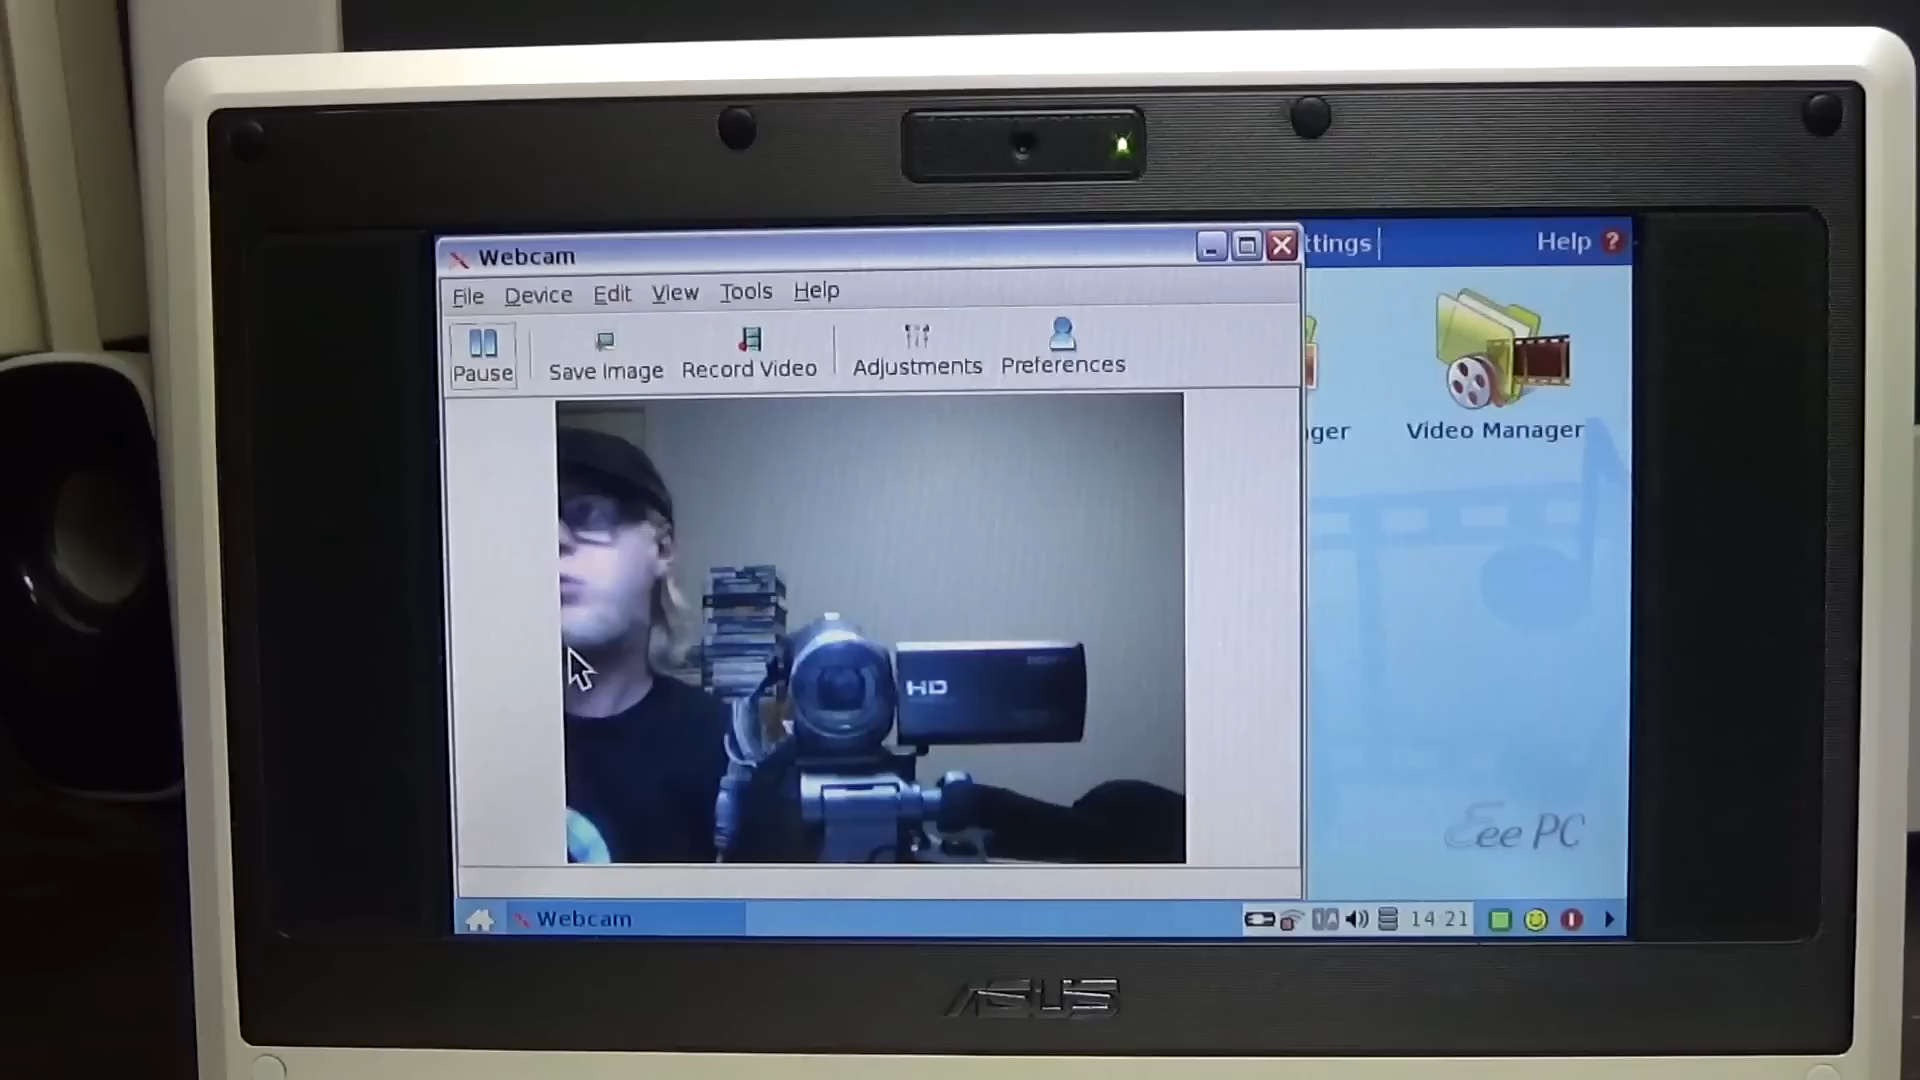 Webcam
ttings
Help ?
File Device Edit View Tools Help
Pause
Save Image
Record Video
Adjustments
Preferences
ger
Video Manager
HD
Eee PC
Webcam
14 21
ASUS